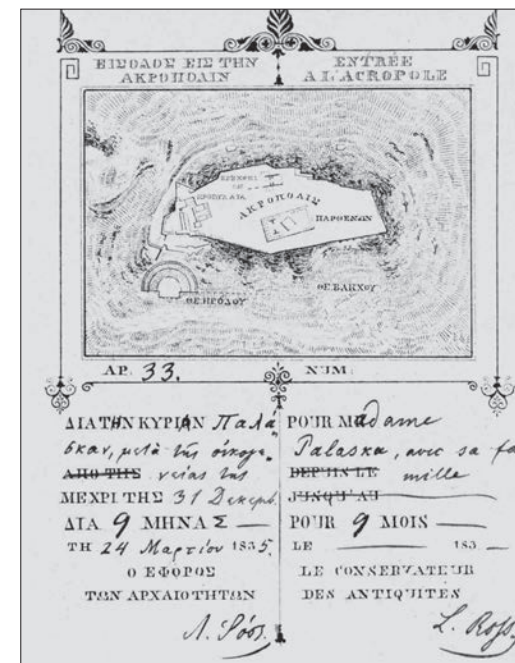 ΕΙΣΟΔΟΣ ΕΙΣ ΤΗΝ
ΑΚΡΟΠΟΛΙΝ
ENTRÉE
A L'ACROPOLE
ΠΡΟΠΥΛΑΙΑ
ΑΚΡΟΠΟΛΙΣ
ΠΑΡΘΕΝΩΝ
ΘΕ.ΒΑΚΧΟΥ
ΘΕ.ΗΡΩΔΟΥ
ΑΡ. 33.
NUM:
ΔΙΑ ΤΗΝ ΚΥΡΙΑΝ Παλά
σκαν, μετὰ τῆς οἰκογε-
ΑΠΟ ΤΗΣ νείας της
ΜΕΧΡΙ ΤΗΣ 31 Δεκεμβ.
ΔΙΑ 9 ΜΗΝΑΣ
ΤΗ 24 Μαρτίου 1835.
Ο ΕΦΟΡΟΣ
ΤΩΝ ΑΡΧΑΙΟΤΗΤΩΝ
Λ. Ρόσς.
POUR Madame
Palaska, avec sa fa
DEPUIS LE mille
JUSQU'AU
POUR 9 MOIS
LE 183
LE CONSERVATEUR
DES ANTIQUITÉS
L. Ross